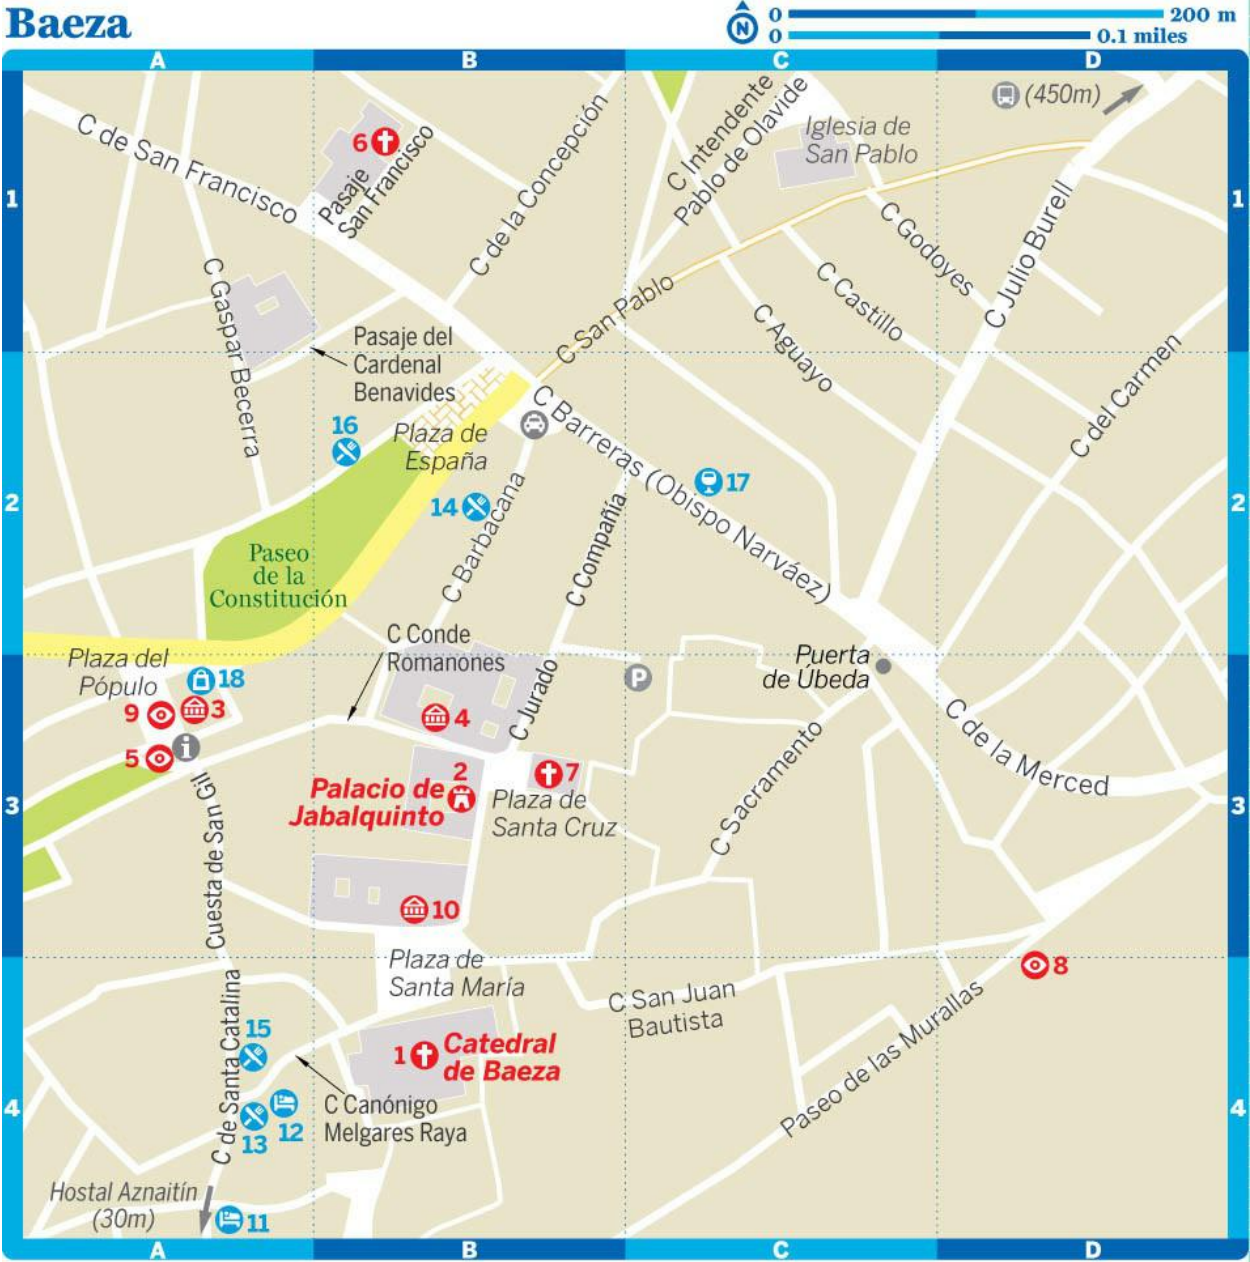 Baeza
N
0
200 m
0
0.1 miles
A
B
C
D
1
1
2
2
3
3
4
4
A
B
C
D
C de San Francisco
6
Pasaje
San Francisco
C de la Concepción
C Intendente
Pablo de Olavide
Iglesia de
San Pablo
(450m)
C Gaspar Becerra
C San Pablo
C Godoyes
C Castillo
C Aguayo
C Julio Burell
C del Carmen
Pasaje del
Cardenal
Benavides
16
Plaza de
España
C Barreras (Obispo Narváez)
17
14
C Barbacana
C Compañía
Paseo
de la
Constitución
C Conde
Romanones
Plaza del
Pópulo
18
9
3
5
i
4
C Jurado
P
Puerta
de Úbeda
C de la Merced
C Sacramento
2
Palacio de
Jabalquinto
7
Plaza de
Santa Cruz
Cuesta de San Gil
10
Plaza de
Santa María
8
C San Juan
Bautista
Paseo de las Murallas
C de Santa Catalina
15
1
Catedral
de Baeza
13
12
C Canónigo
Melgares Raya
Hostal Aznaitín
(30m)
11